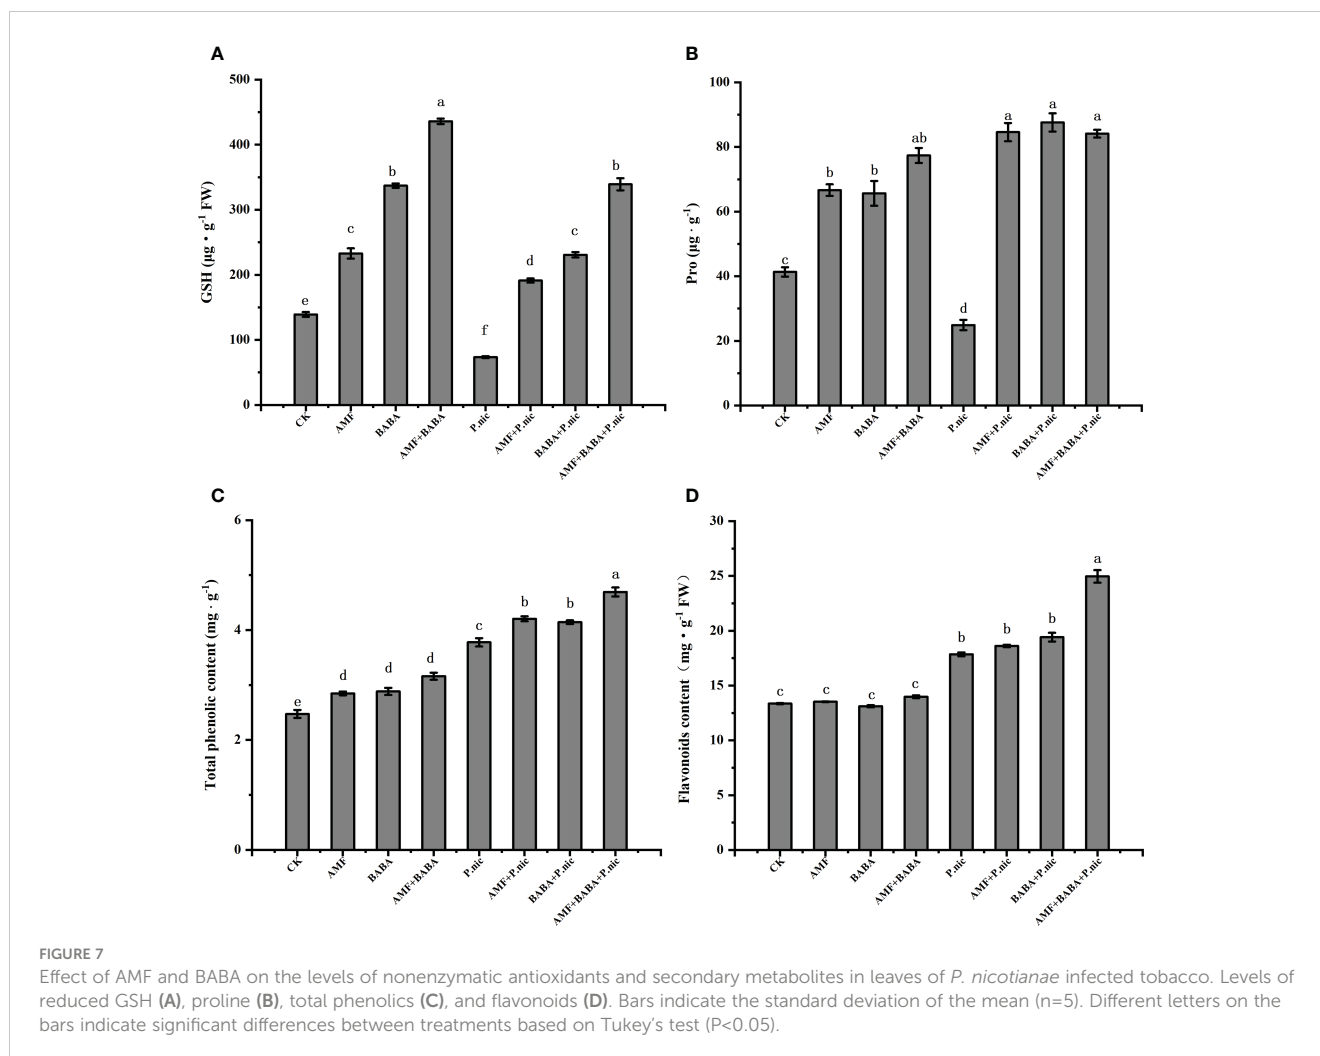 A
500
400
300
200
100
0
GSH (µg • g⁻¹ FW)
e
c
b
a
f
d
c
b
CK
AMF
BABA
AMF+BABA
P.nic
AMF+P.nic
BABA+P.nic
AMF+BABA+P.nic
B
100
80
60
40
20
0
Pro (µg · g⁻¹)
c
b
b
ab
d
a
a
a
CK
AMF
BABA
AMF+BABA
P.nic
AMF+P.nic
BABA+P.nic
AMF+BABA+P.nic
C
6
4
2
0
Total phenolic content (mg · g⁻¹)
e
d
d
d
c
b
b
a
CK
AMF
BABA
AMF+BABA
P.nic
AMF+P.nic
BABA+P.nic
AMF+BABA+P.nic
D
30
25
20
15
10
5
0
Flavonoids content（mg • g⁻¹ FW）
c
c
c
c
b
b
b
a
CK
AMF
BABA
AMF+BABA
P.nic
AMF+P.nic
BABA+P.nic
AMF+BABA+P.nic
FIGURE 7
Effect of AMF and BABA on the levels of nonenzymatic antioxidants and secondary metabolites in leaves of P. nicotianae infected tobacco. Levels of
reduced GSH (A), proline (B), total phenolics (C), and flavonoids (D). Bars indicate the standard deviation of the mean (n=5). Different letters on the
bars indicate significant differences between treatments based on Tukey’s test (P<0.05).